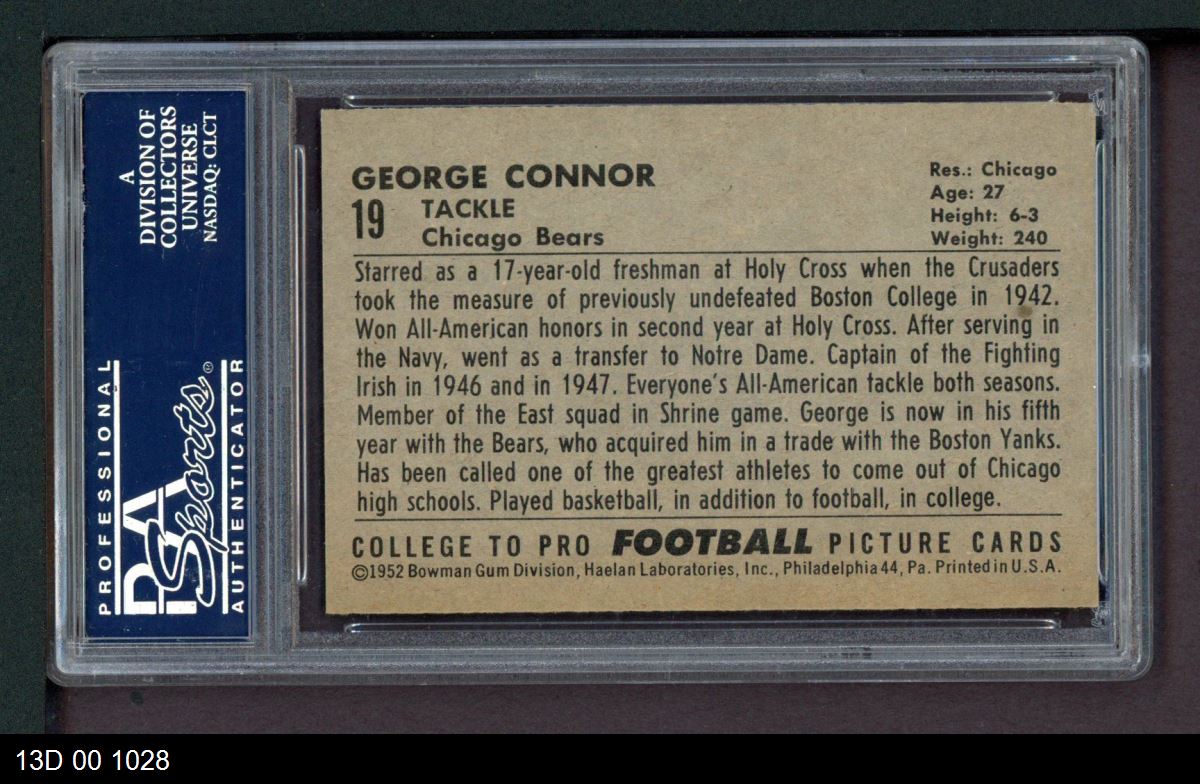 A
DIVISION OF
COLLECTORS
UNIVERSE
NASDAQ: CLCT
PROFESSIONAL
PSA
Sports®
AUTHENTICATOR
GEORGE CONNOR
19 TACKLE
Chicago Bears
Res.: Chicago
Age: 27
Height: 6-3
Weight: 240
Starred as a 17-year-old freshman at Holy Cross when the Crusaders
took the measure of previously undefeated Boston College in 1942.
Won All-American honors in second year at Holy Cross. After serving in
the Navy, went as a transfer to Notre Dame. Captain of the Fighting
Irish in 1946 and in 1947. Everyone's All-American tackle both seasons.
Member of the East squad in Shrine game. George is now in his fifth
year with the Bears, who acquired him in a trade with the Boston Yanks.
Has been called one of the greatest athletes to come out of Chicago
high schools. Played basketball, in addition to football, in college.
COLLEGE TO PRO FOOTBALL PICTURE CARDS
©1952 Bowman Gum Division, Haelan Laboratories, Inc., Philadelphia 44, Pa. Printed in U.S.A.
13D 00 1028